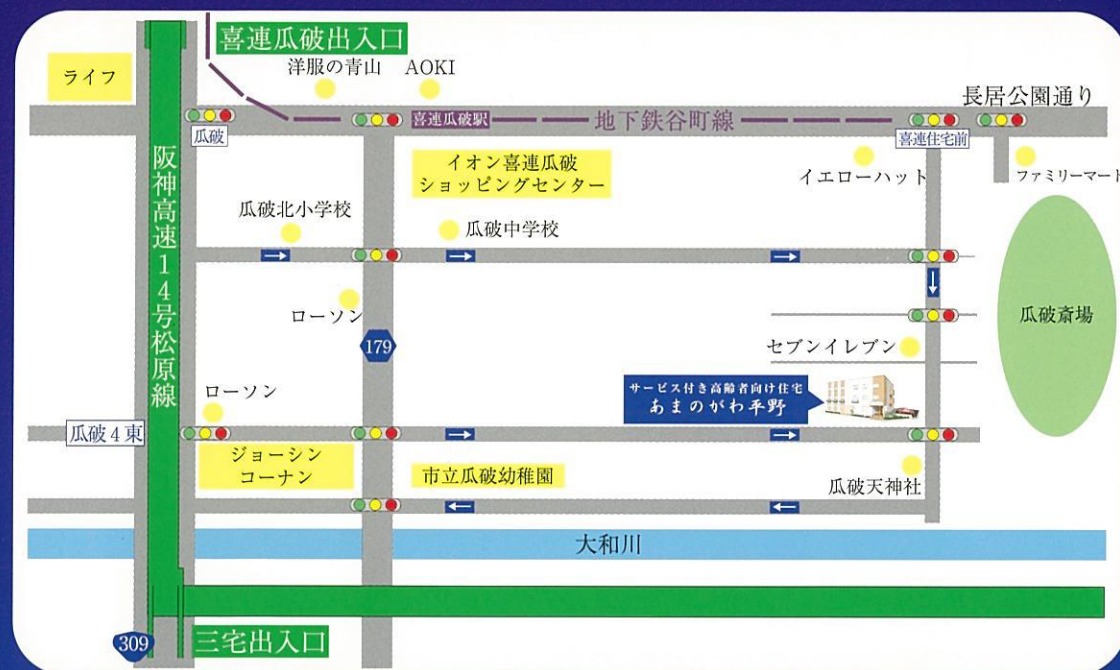 喜連瓜破出入口
洋服の青山
AOKI
ライフ
長居公園通り
瓜破
喜連瓜破駅
地下鉄谷町線
喜連住宅前
阪神高速14号松原線
イオン喜連瓜破
ショッピングセンター
イエローハット
ファミリーマート
瓜破北小学校
瓜破中学校
ローソン
179
瓜破斎場
セブンイレブン
サービス付き高齢者向け住宅
あまのがわ平野
ローソン
瓜破4東
ジョーシン
コーナン
市立瓜破幼稚園
瓜破天神社
大和川
309
三宅出入口